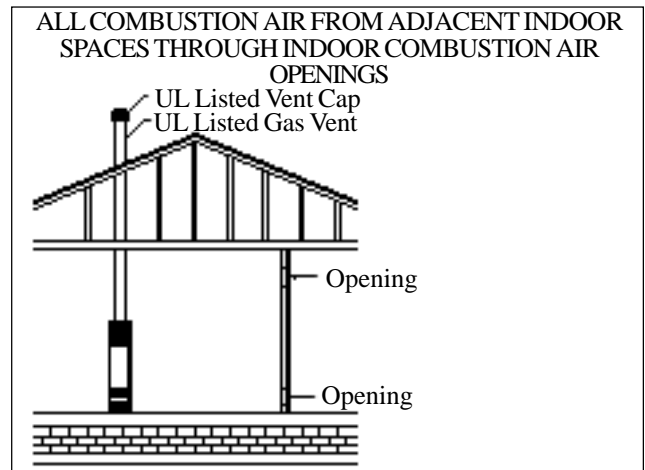 ALL COMBUSTION AIR FROM ADJACENT INDOOR
SPACES THROUGH INDOOR COMBUSTION AIR
OPENINGS
UL Listed Vent Cap
UL Listed Gas Vent
Opening
Opening